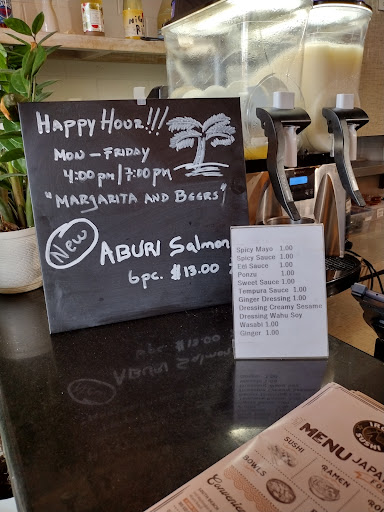 HAPPY HOUR!!!
MON - FRIDAY
4:00 pm / 7:00 PM
"MARGARITA AND BEERS"
New
ABURI Salmon
6pc. $13.00
Spicy Mayo 1.00
Spicy Sauce 1.00
Eel Sauce 1.00
Ponzu 1.00
Sweet Sauce 1.00
Tempura Sauce 1.00
Ginger Dressing 1.00
Dressing Creamy Sesame
Dressing Wafu Soy
Wasabi 1.00
Ginger 1.00
MENU
SUSHI
RAMEN
BOWLS